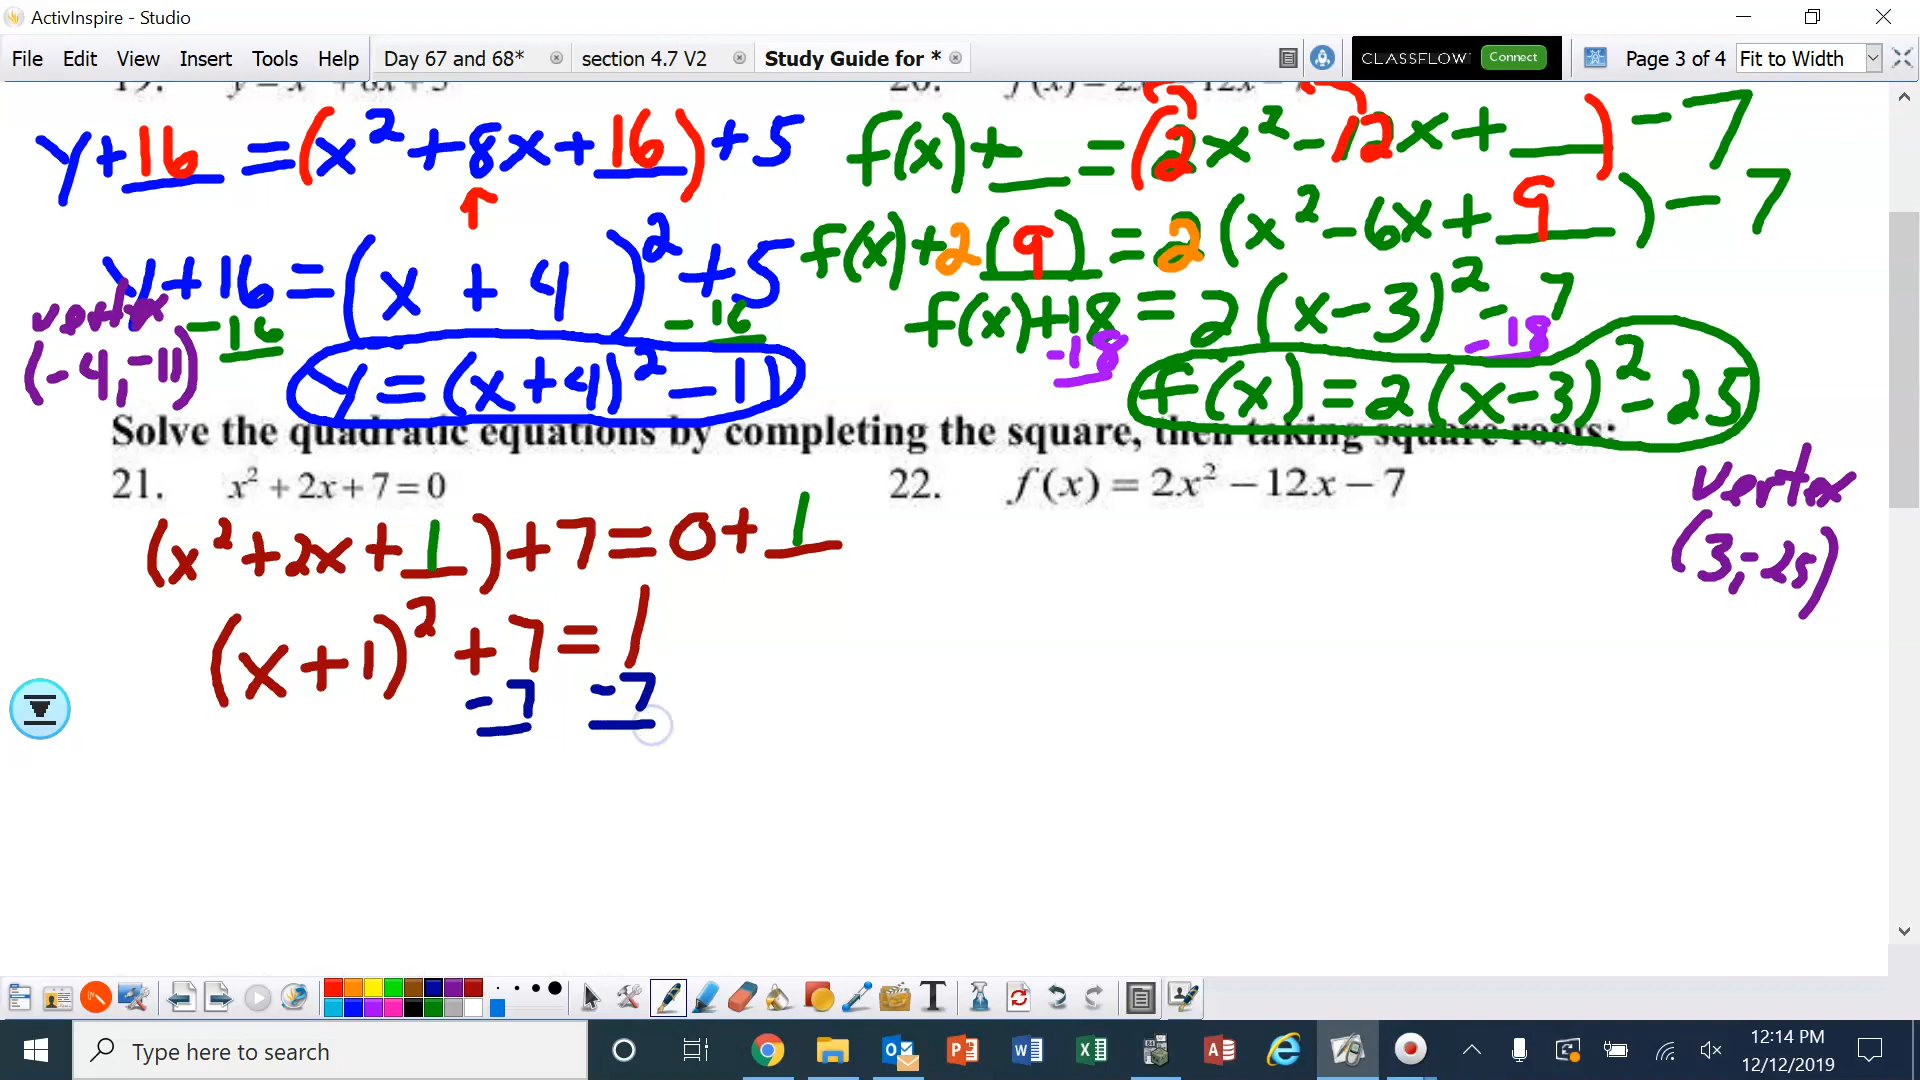 ActivInspire - Studio
File Edit View Insert Tools Help
Day 67 and 68*
section 4.7 V2
Study Guide for *
CLASSFLOW Connect
Page 3 of 4
Fit to Width
y+16 = (x²+8x+16)+5
f(x)+__ = (2x²-12x+__)-7
↑
f(x)+2(9) = 2(x²-6x+9)-7
y+16 = (x + 4)²+5
-16 -16
f(x)+18 = 2(x-3)²-7
-18 -18
vertex
(-4,-11)
y = (x+4)²-11
f(x) = 2(x-3)²-25
Solve the quadratic equations by completing the square, then taking square roots:
21. x² + 2x + 7 = 0
22. f(x) = 2x² - 12x - 7
vertex
(3,-25)
(x²+2x+1)+7=0+1
(x+1)²+7=1
-7 -7
Type here to search
12:14 PM
12/12/2019